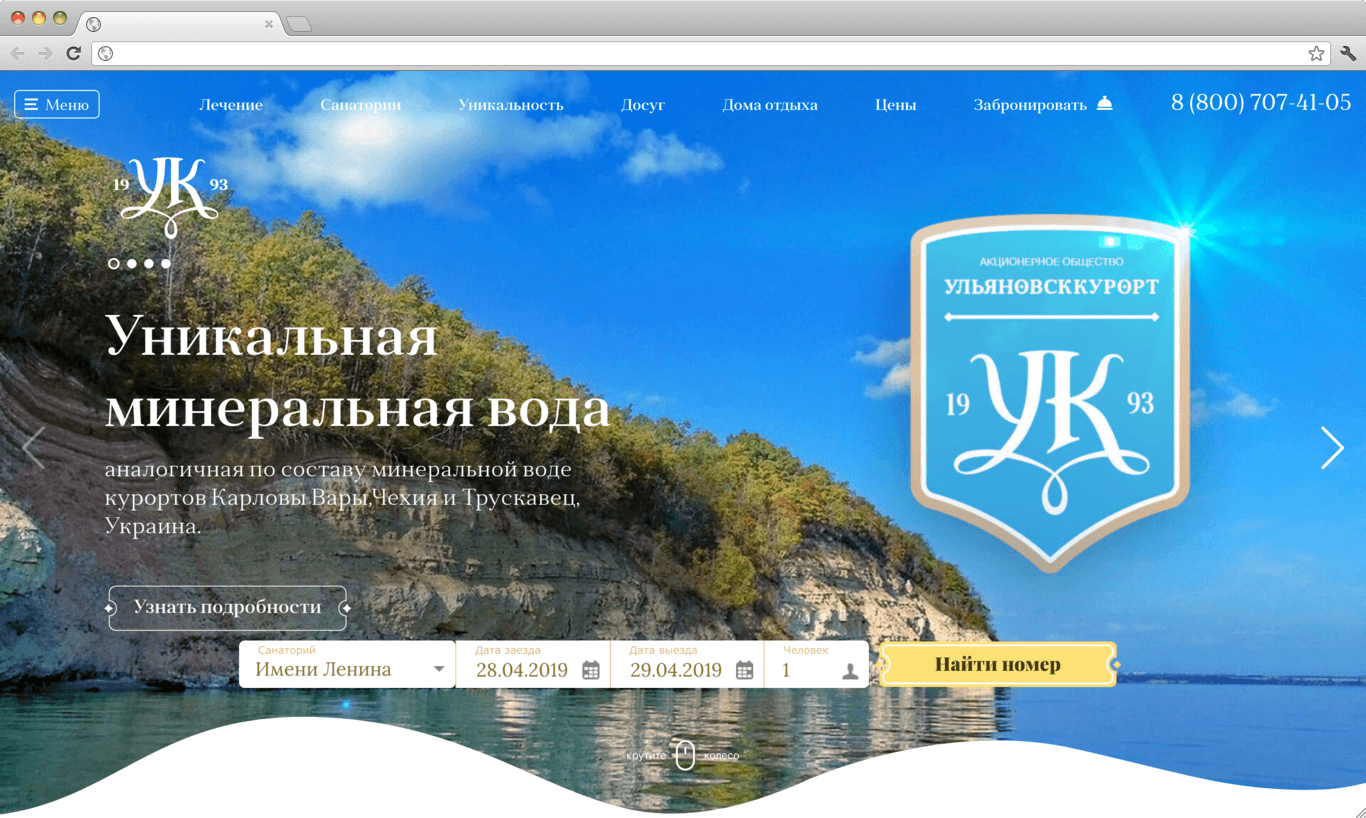 Меню
Лечение
Санатории
Уникальность
Досуг
Дома отдыха
Цены
Забронировать
8 (800) 707-41-05
19 УК 93
Уникальная
минеральная вода
аналогичная по составу минеральной воде
курортов Карловы Вары,Чехия и Трускавец,
Украина.
Узнать подробности
АКЦИОНЕРНОЕ ОБЩЕСТВО
УЛЬЯНОВСККУРОРТ
19 УК 93
Санаторий
Имени Ленина
Дата заезда
28.04.2019
Дата выезда
29.04.2019
Человек
1
Найти номер
крутите колесо